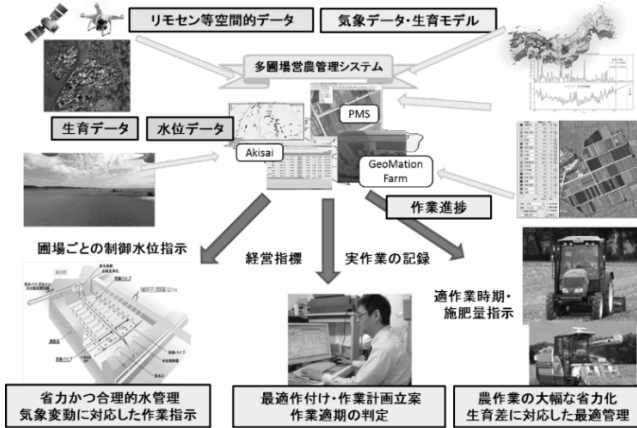 リモセン等空間的データ
気象データ・生育モデル
多圃場営農管理システム
生育データ
水位データ
PMS
Akisai
GeoMation
Farm
作業進捗
圃場ごとの制御水位指示
経営指標
実作業の記録
適作業時期・
施肥量指示
省力かつ合理的水管理
気象変動に対応した作業指示
最適作付け・作業計画立案
作業適期の判定
農作業の大幅な省力化
生育差に対応した最適管理